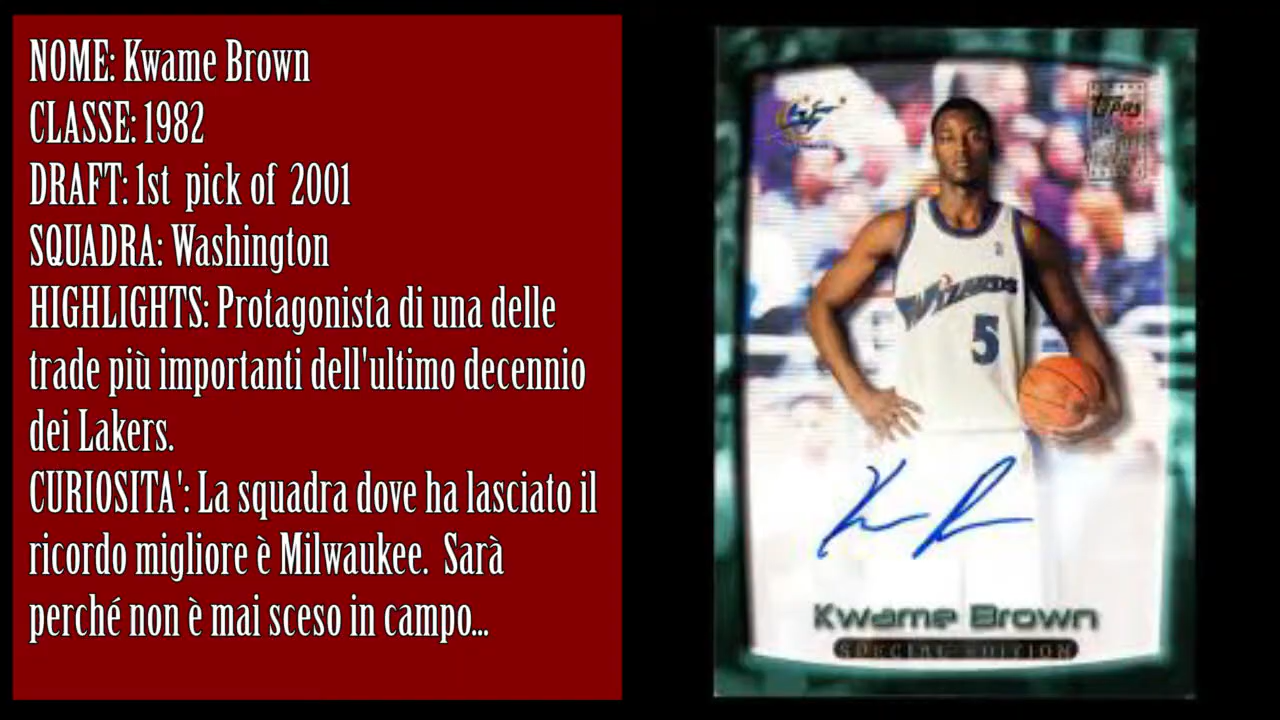 NOME: Kwame Brown
CLASSE: 1982
DRAFT: 1st pick of 2001
SQUADRA: Washington
HIGHLIGHTS: Protagonista di una delle
trade più importanti dell'ultimo decennio
dei Lakers.
CURIOSITA': La squadra dove ha lasciato il
ricordo migliore è Milwaukee. Sarà
perché non è mai sceso in campo...
TOPPS
WIZARDS
5
Kwame Brown
SPECIAL EDITION